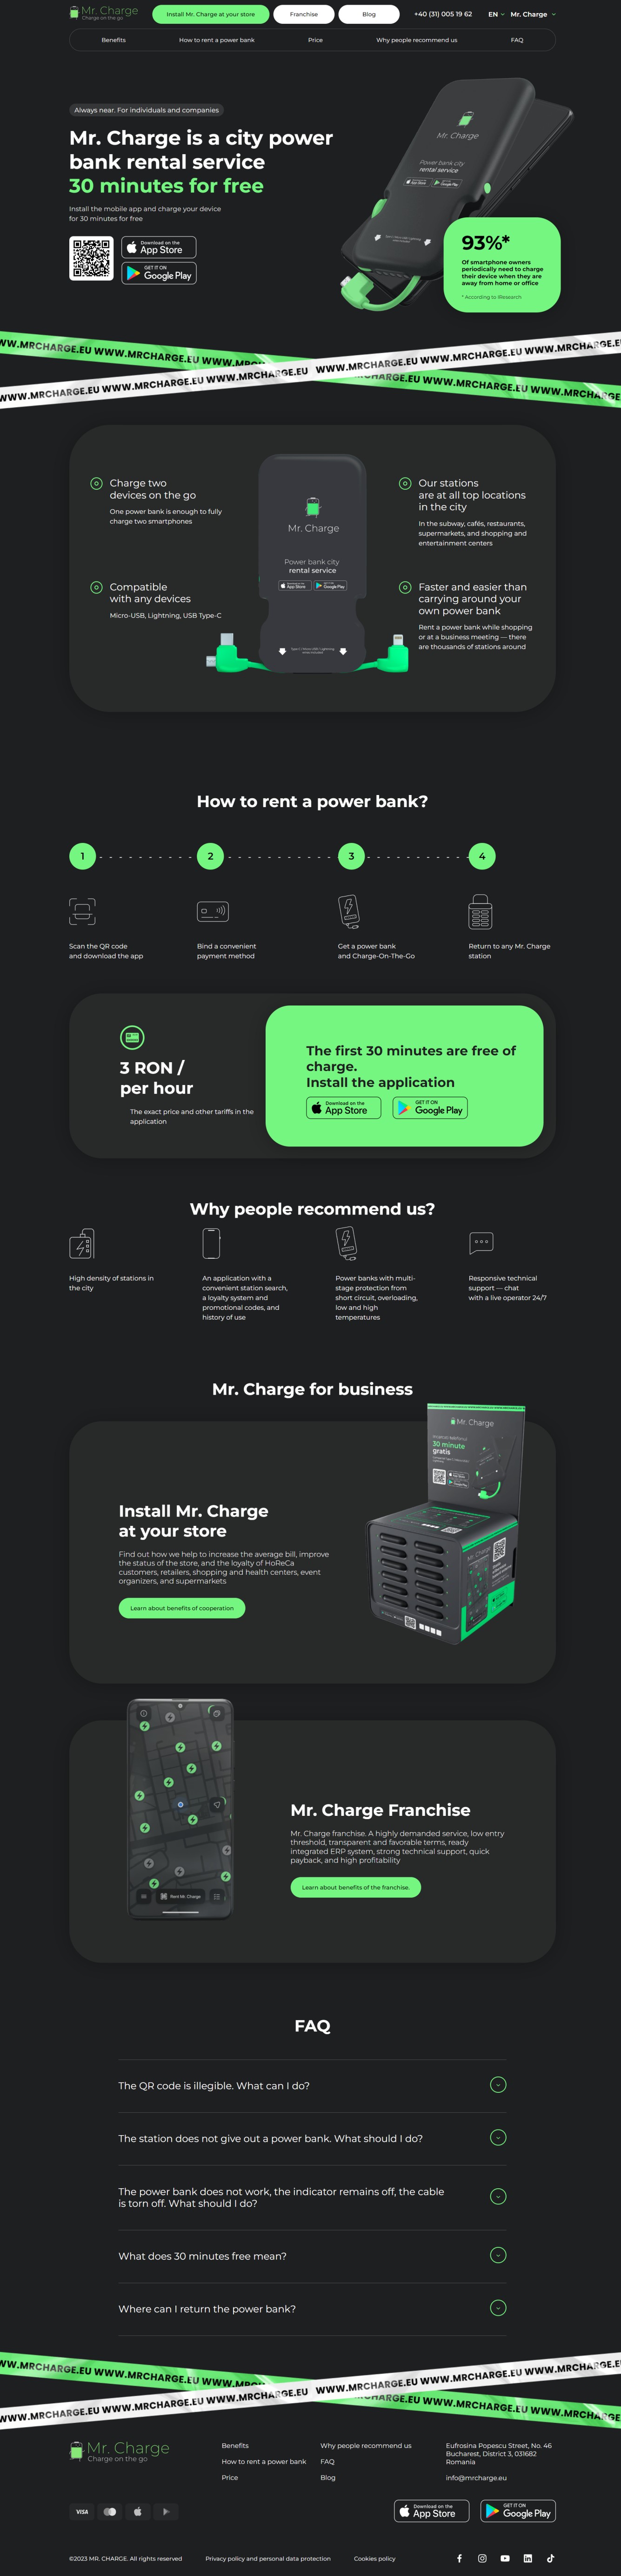 Mr. Charge
Charge on the go
Install Mr. Charge at your store
Franchise
Blog
+40 (31) 005 19 62
EN
Mr. Charge
Benefits
How to rent a power bank
Price
Why people recommend us
FAQ
Always near. For individuals and companies
Mr. Charge is a city power
bank rental service
30 minutes for free
Install the mobile app and charge your device
for 30 minutes for free
Download on the
App Store
GET IT ON
Google Play
Mr. Charge
Power bank city
rental service
App Store
Google Play
93%*
Of smartphone owners
periodically need to charge
their device when they are
away from home or office
* According to iResearch
WWW.MRCHARGE.EU WWW.MRCHARGE.EU WWW.MRCHARGE.EU
WWW.MRCHARGE.EU WWW.MRCHARGE.EU WWW.MRCHARGE.EU
Charge two
devices on the go
One power bank is enough to fully
charge two smartphones
Compatible
with any devices
Micro-USB, Lightning, USB Type-C
Mr. Charge
Power bank city
rental service
App Store
Google Play
Our stations
are at all top locations
in the city
In the subway, cafés, restaurants,
supermarkets, and shopping and
entertainment centers
Faster and easier than
carrying around your
own power bank
Rent a power bank while shopping
or at a business meeting — there
are thousands of stations around
How to rent a power bank?
1
2
3
4
Scan the QR code
and download the app
Bind a convenient
payment method
Get a power bank
and Charge-On-The-Go
Return to any Mr. Charge
station
3 RON /
per hour
The exact price and other tariffs in the
application
The first 30 minutes are free of
charge.
Install the application
Download on the
App Store
GET IT ON
Google Play
Why people recommend us?
High density of stations in
the city
An application with a
convenient station search,
a loyalty system and
promotional codes, and
history of use
Power banks with multi-
stage protection from
short circuit, overloading,
low and high
temperatures
Responsive technical
support — chat
with a live operator 24/7
Mr. Charge for business
Install Mr. Charge
at your store
Find out how we help to increase the average bill, improve
the status of the store, and the loyalty of HoReCa
customers, retailers, shopping and health centers, event
organizers, and supermarkets
Learn about benefits of cooperation
Mr. Charge
30 minute
gratis
Rent Mr. Charge
Mr. Charge Franchise
Mr. Charge franchise. A highly demanded service, low entry
threshold, transparent and favorable terms, ready
integrated ERP system, strong technical support, quick
payback, and high profitability
Learn about benefits of the franchise.
FAQ
The QR code is illegible. What can I do?
The station does not give out a power bank. What should I do?
The power bank does not work, the indicator remains off, the cable
is torn off. What should I do?
What does 30 minutes free mean?
Where can I return the power bank?
WWW.MRCHARGE.EU WWW.MRCHARGE.EU WWW.MRCHARGE.EU
WWW.MRCHARGE.EU WWW.MRCHARGE.EU WWW.MRCHARGE.EU
Mr. Charge
Charge on the go
Benefits
How to rent a power bank
Price
Why people recommend us
FAQ
Blog
Eufrosina Popescu Street, No. 46
Bucharest, District 3, 031682
Romania
info@mrcharge.eu
VISA
Download on the
App Store
GET IT ON
Google Play
©2023 MR. CHARGE. All rights reserved
Privacy policy and personal data protection
Cookies policy